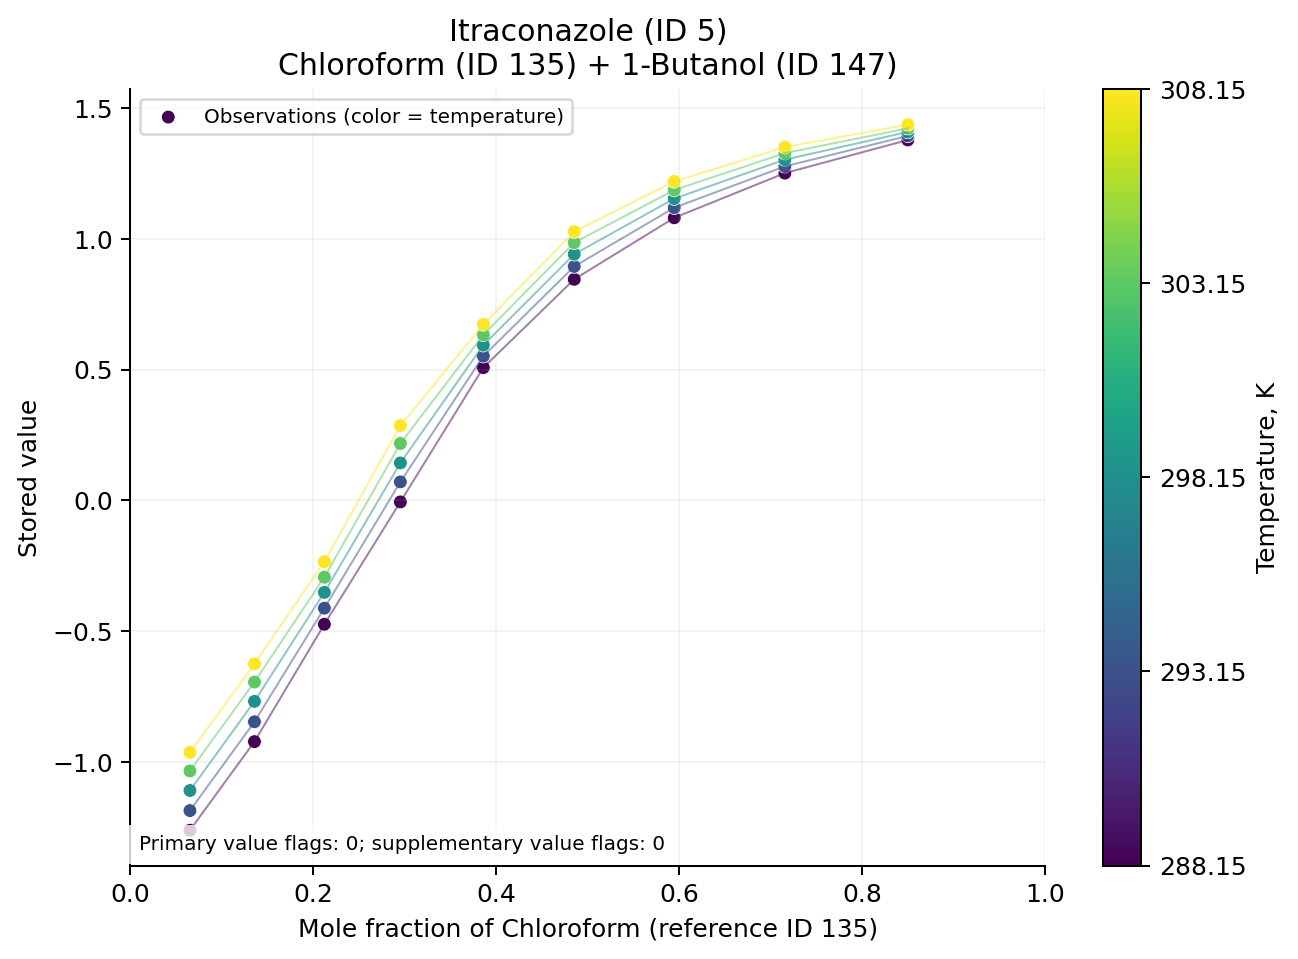 Itraconazole (ID 5)
Chloroform (ID 135) + 1-Butanol (ID 147)
Observations (color = temperature)
1.5
1.0
0.5
0.0
−0.5
−1.0
Stored value
Primary value flags: 0; supplementary value flags: 0
0.0 0.2 0.4 0.6 0.8 1.0
Mole fraction of Chloroform (reference ID 135)
308.15
303.15
298.15
293.15
288.15
Temperature, K